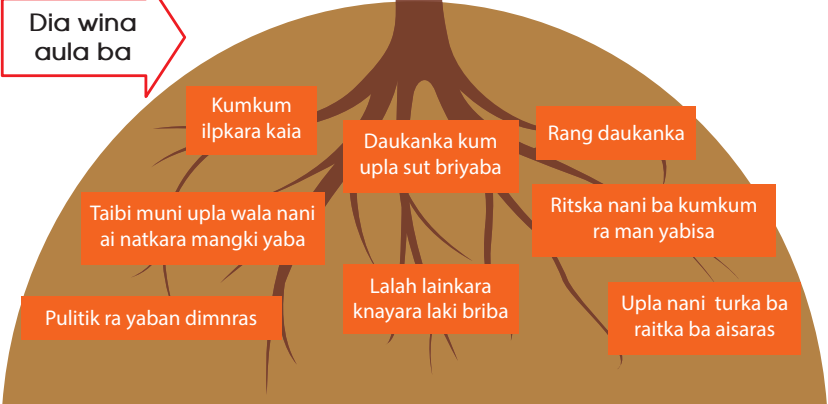 Dia wina
aula ba
Kumkum
ilpkara kaia
Daukanka kum
upla sut briyaba
Rang daukanka
Taibi muni upla wala nani
ai natkara mangki yaba
Ritska nani ba kumkum
ra man yabisa
Pulitik ra yaban dimnras
Lalah lainkara
knayara laki briba
Upla nani turka ba
raitka ba aisaras